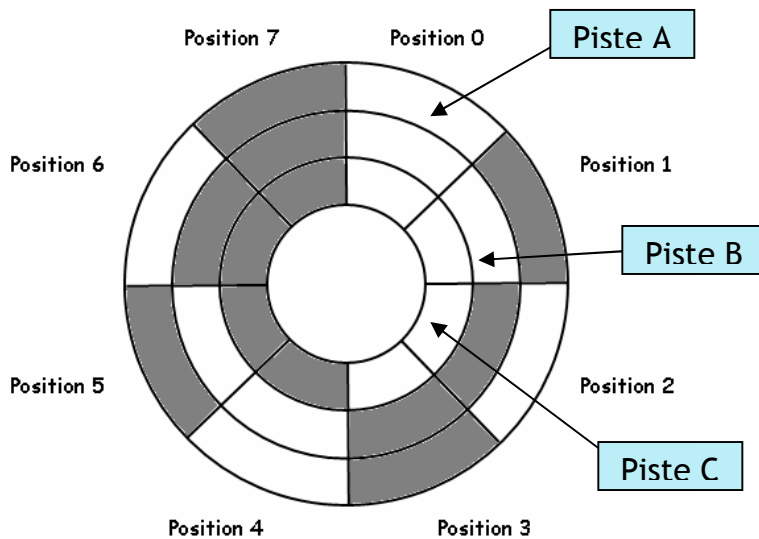 Position 7
Position 0
Piste A
Position 6
Position 1
Piste B
Position 5
Position 2
Piste C
Position 4
Position 3